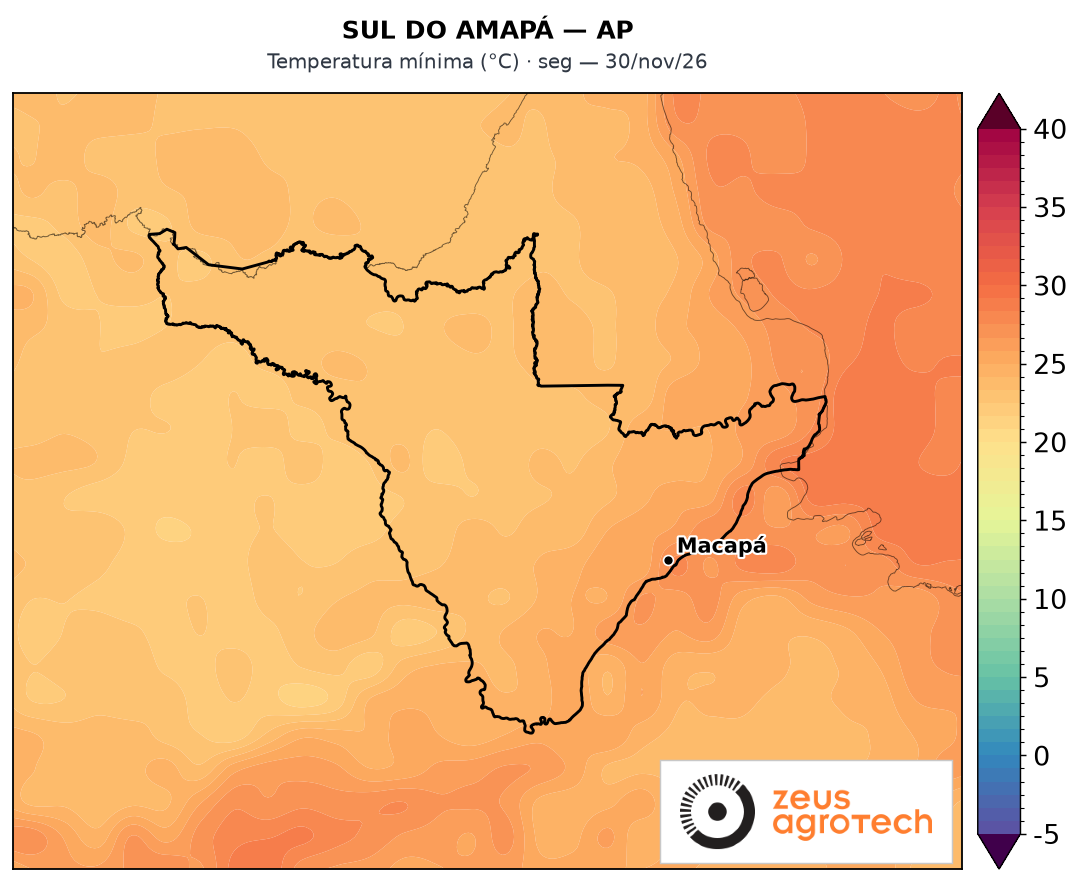 SUL DO AMAPÁ — AP
Temperatura mínima (°C) · seg — 30/nov/26
40
35
30
25
20
15
10
5
0
-5
Macapá
zeus
agrotech